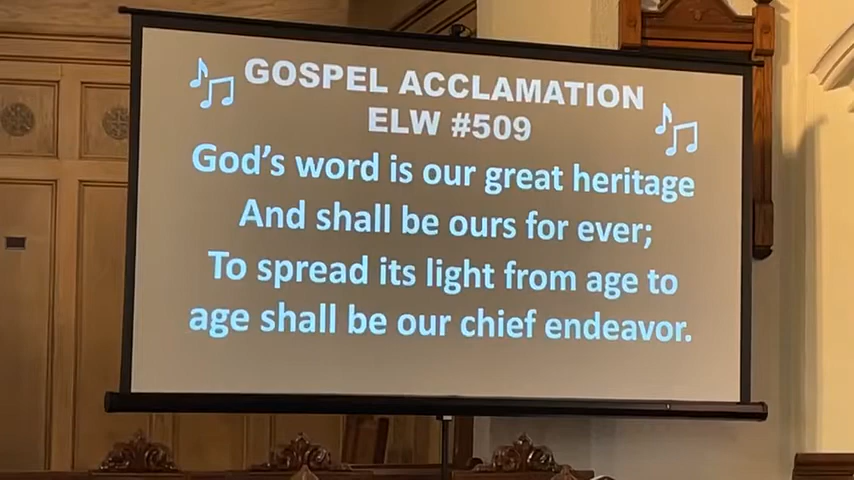 GOSPEL ACCLAMATION
ELW #509
God's word is our great heritage
And shall be ours for ever;
To spread its light from age to
age shall be our chief endeavor.